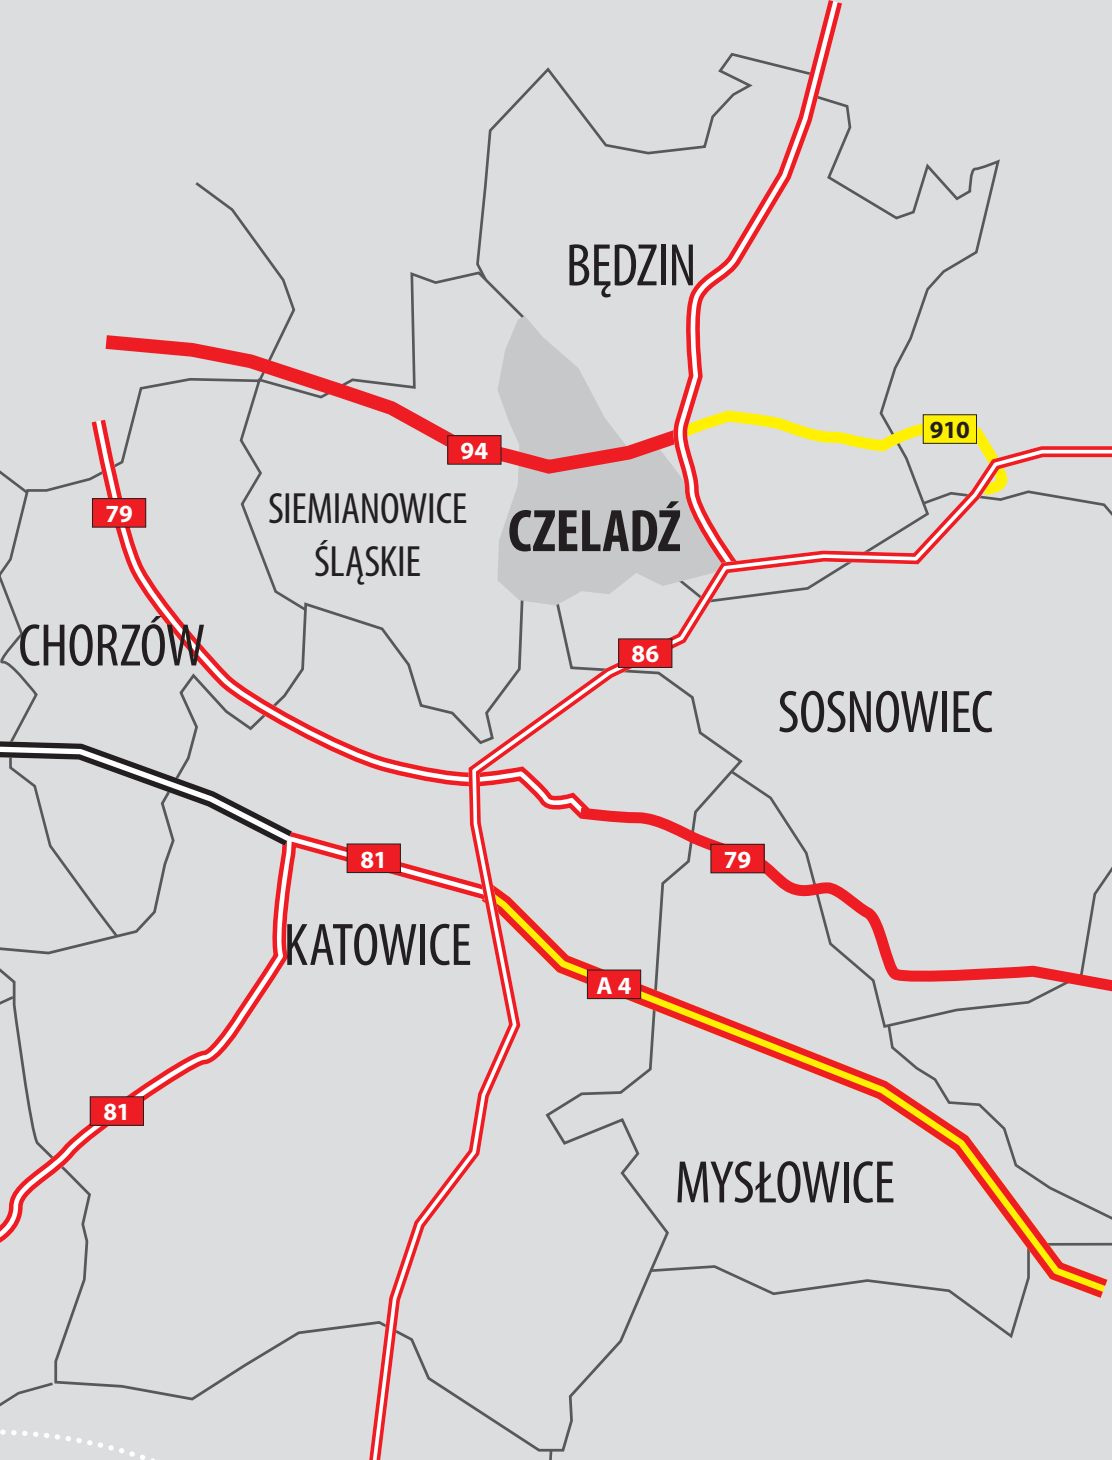 BĘDZIN
910
94
SIEMIANOWICE
ŚLĄSKIE
79
CZELADŹ
CHORZÓW
86
SOSNOWIEC
81
79
KATOWICE
A 4
81
MYSŁOWICE